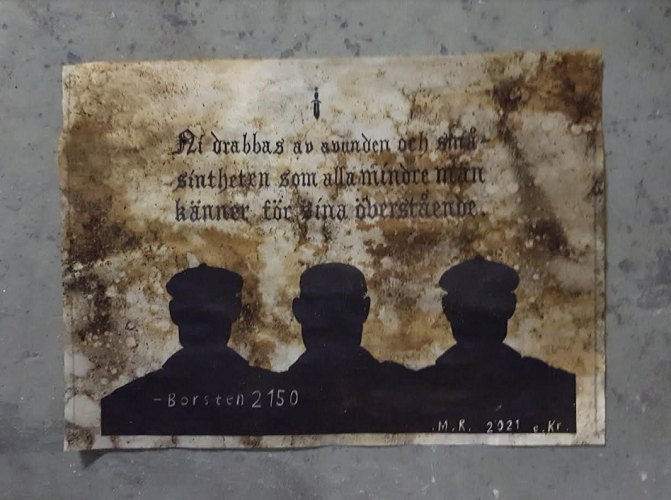 Ni drabbas av avunden och små-
sintheten som alla mindre män
känner för sina överstående.
-Borsten 2150
.M.R. 2021 e.Kr.